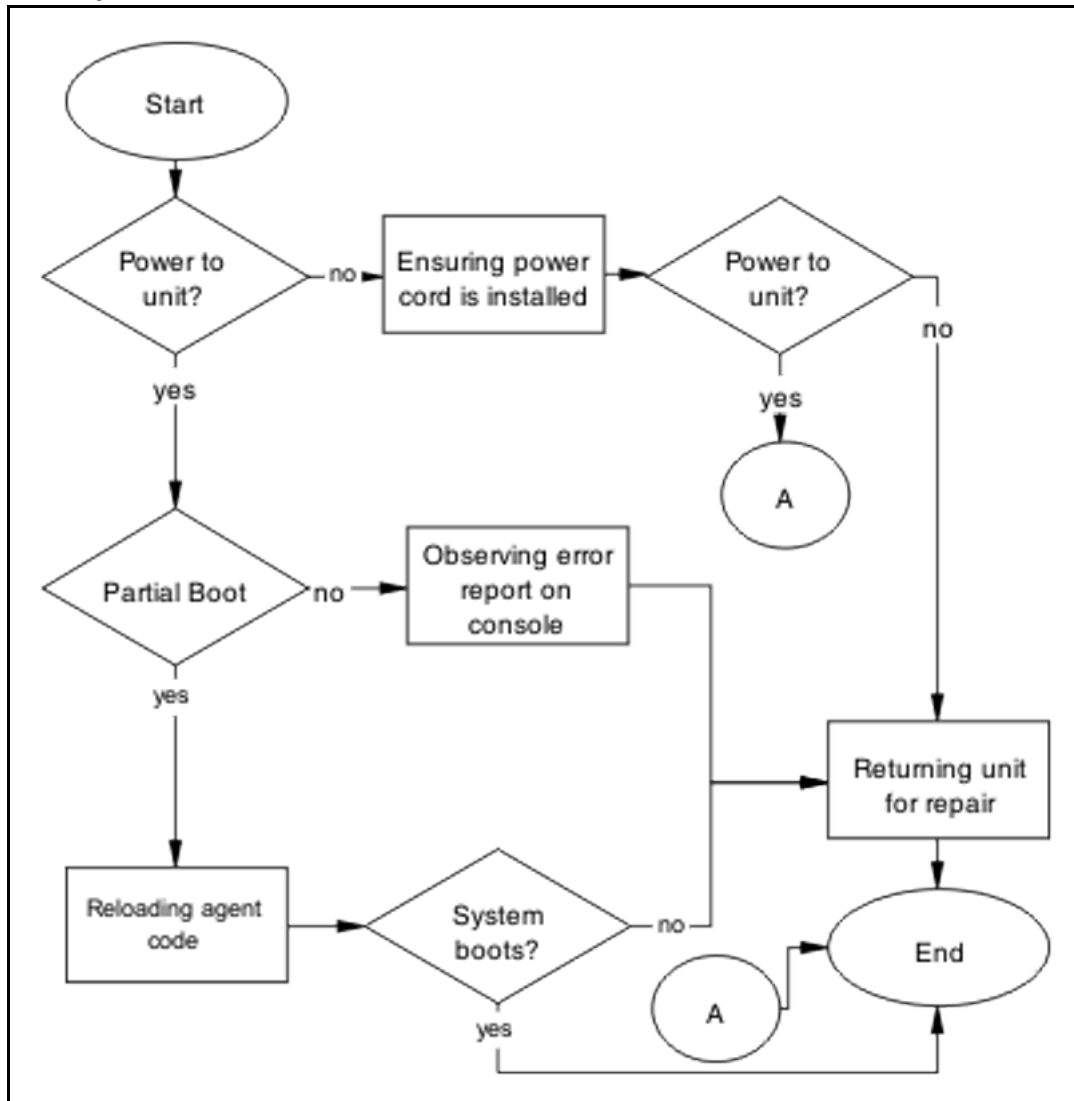 Start
Power to
unit?
no
Ensuring power
cord is installed
Power to
unit?
no
yes
yes
A
Partial Boot
no
Observing error
report on
console
yes
Returning unit
for repair
Reloading agent
code
System
boots?
no
End
A
yes